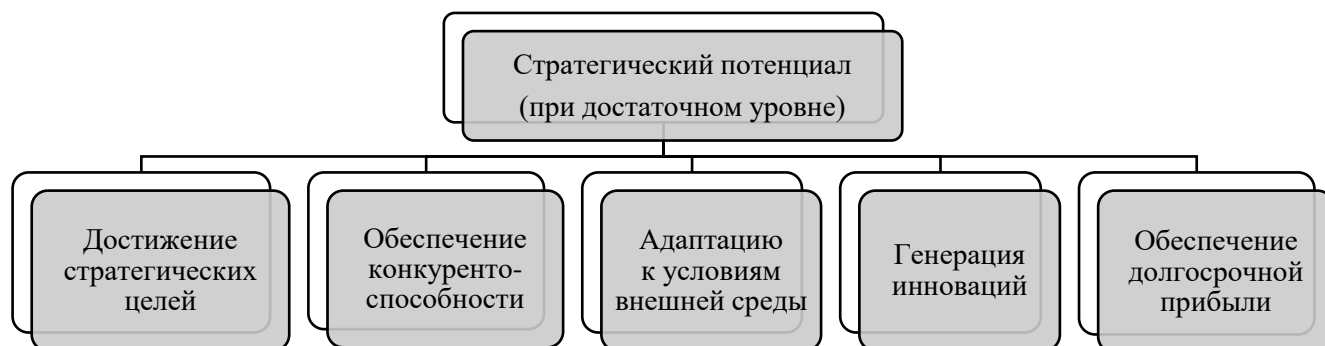 Стратегический потенциал
(при достаточном уровне)
Достижение
стратегических
целей
Обеспечение
конкуренто-
способности
Адаптацию
к условиям
внешней среды
Генерация
инноваций
Обеспечение
долгосрочной
прибыли